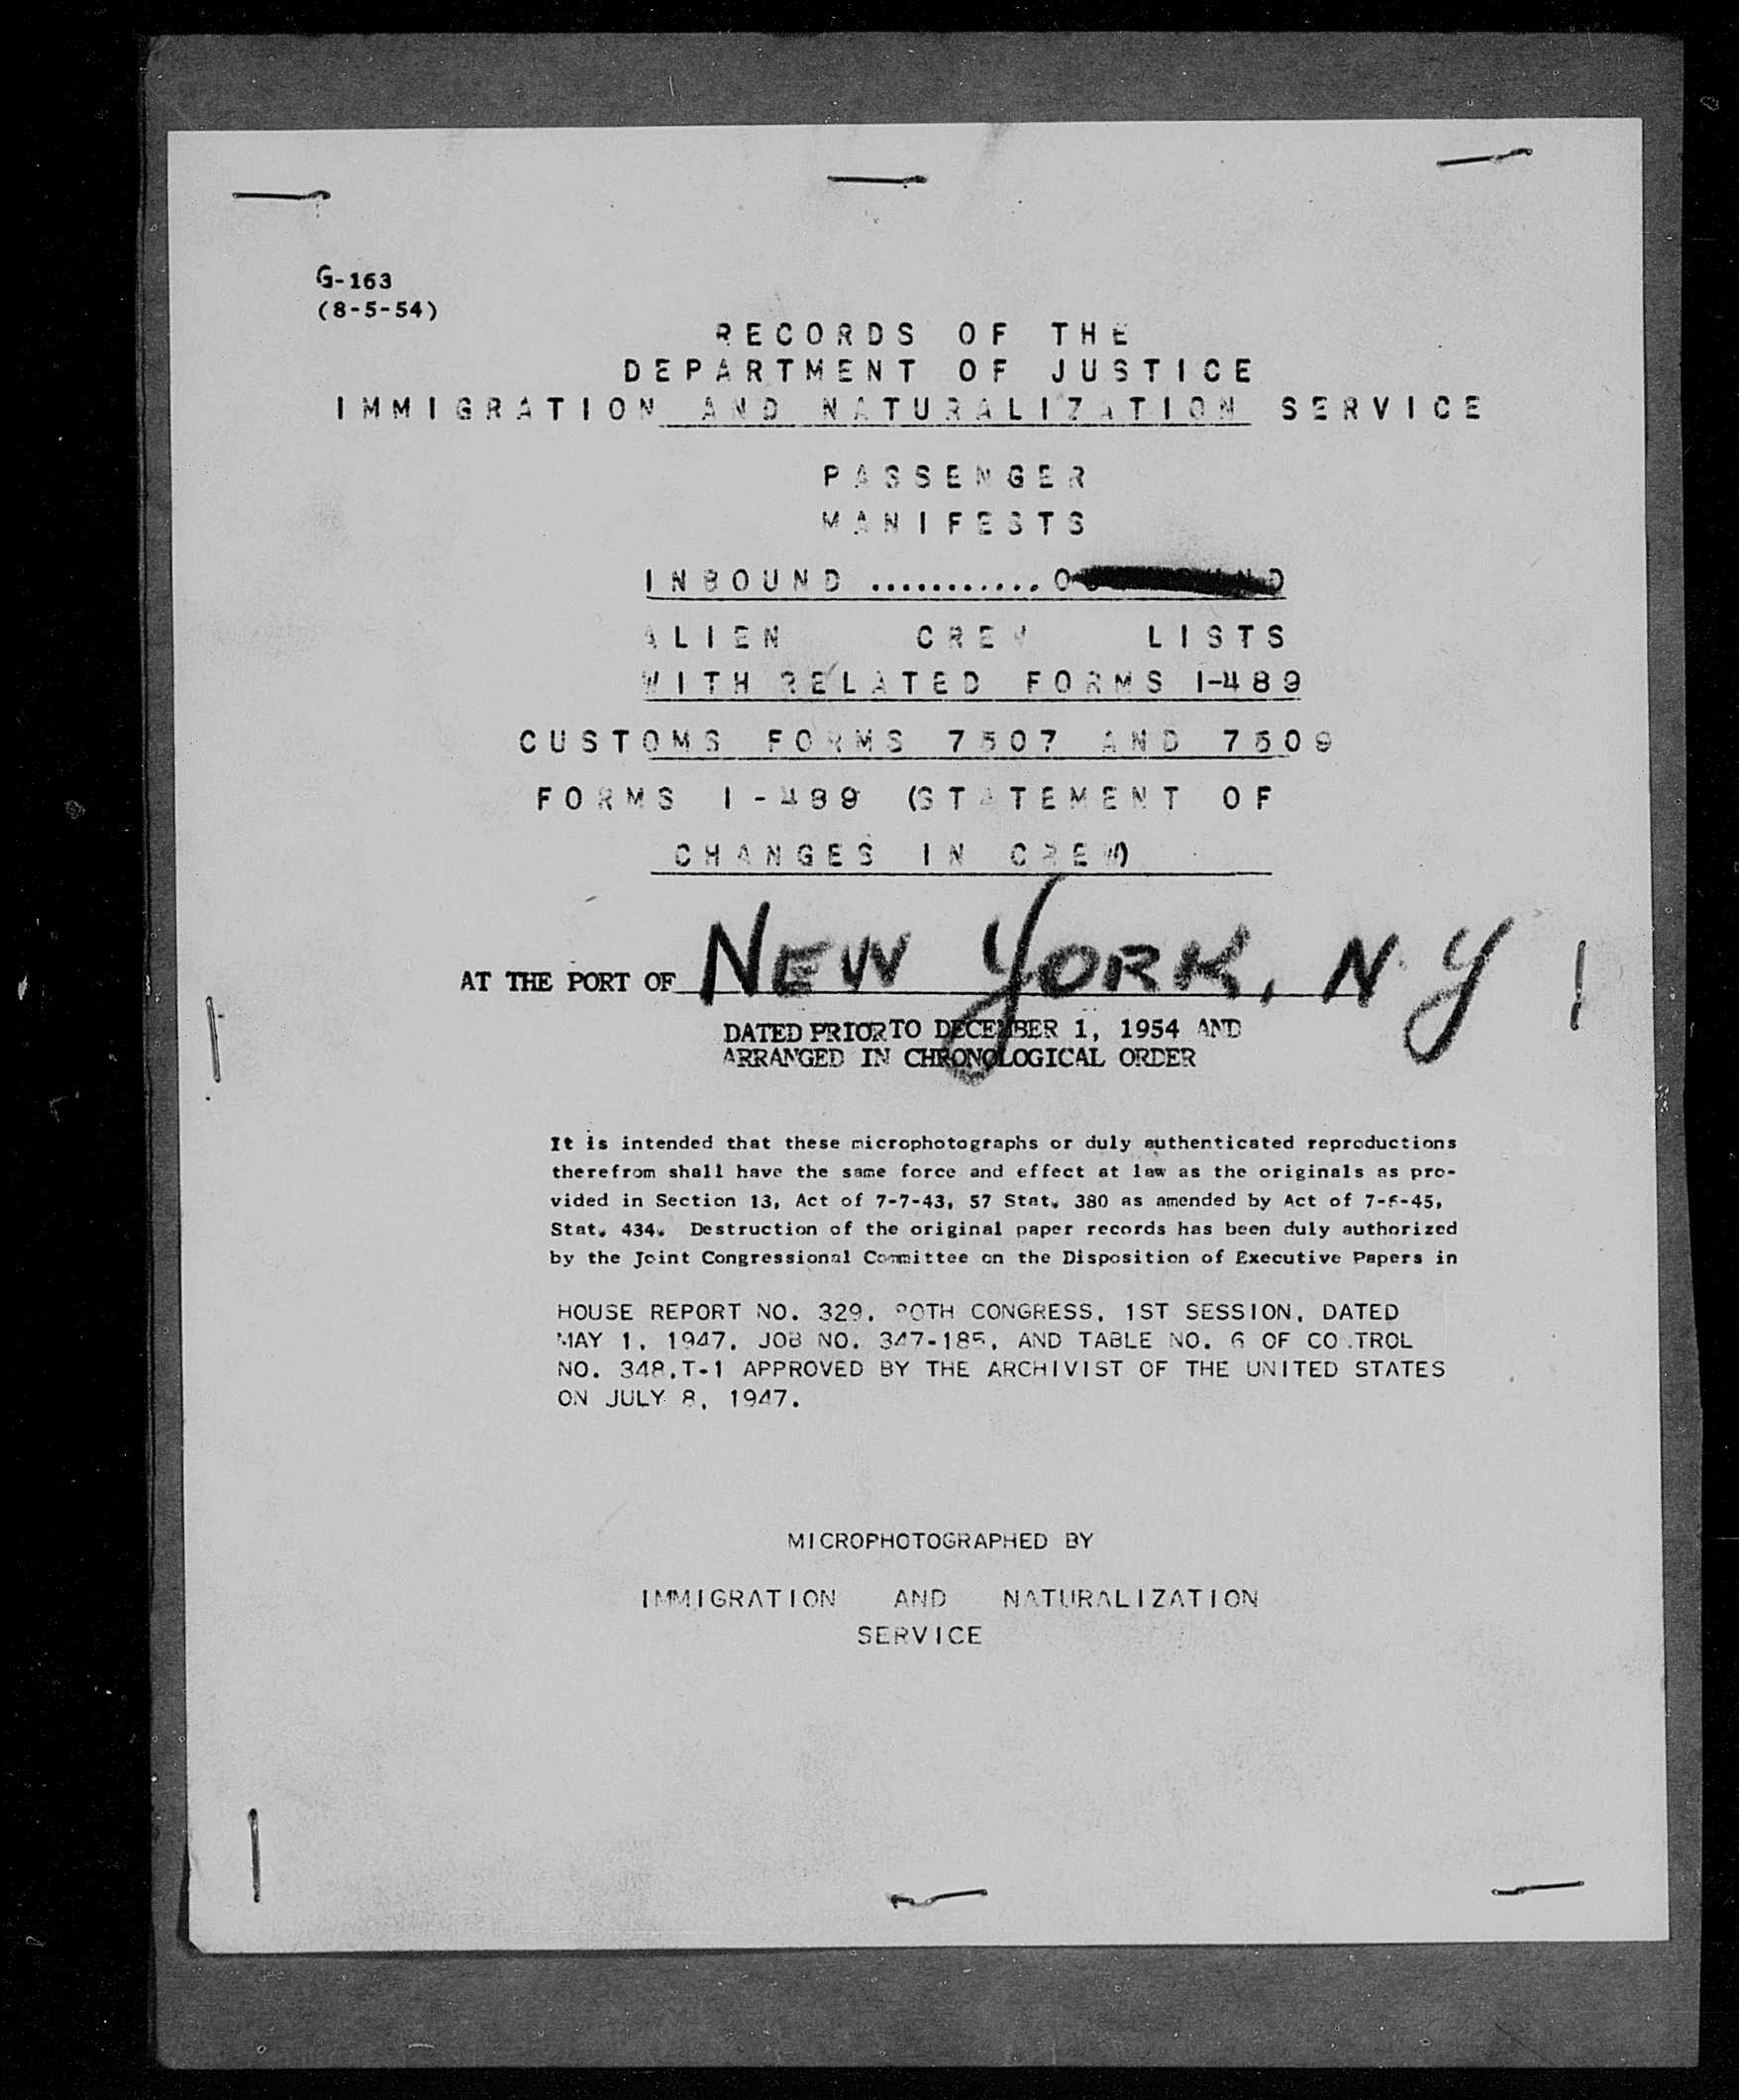 G-163
(8-5-54)
RECORDS OF THE
DEPARTMENT OF JUSTICE
IMMIGRATION AND NATURALIZATION SERVICE
PASSENGER
MANIFESTS
INBOUND ...........
ALIEN CREW LISTS
WITH RELATED FORMS I-489
CUSTOMS FORMS 7507 AND 7509
FORMS I-489 (STATEMENT OF
CHANGES IN CREW)
AT THE PORT OF NEW YORK, N.Y
DATED PRIOR TO DECEMBER 1, 1954 AND
ARRANGED IN CHRONOLOGICAL ORDER
It is intended that these microphotographs or duly authenticated reproductions
therefrom shall have the same force and effect at law as the originals as pro-
vided in Section 13, Act of 7-7-43, 57 Stat. 380 as amended by Act of 7-6-45,
Stat. 434. Destruction of the original paper records has been duly authorized
by the Joint Congressional Committee on the Disposition of Executive Papers in
HOUSE REPORT NO. 329, 80TH CONGRESS, 1ST SESSION, DATED
MAY 1, 1947, JOB NO. 347-185, AND TABLE NO. 6 OF CONTROL
NO. 348,T-1 APPROVED BY THE ARCHIVIST OF THE UNITED STATES
ON JULY 8, 1947.
MICROPHOTOGRAPHED BY
IMMIGRATION AND NATURALIZATION
SERVICE